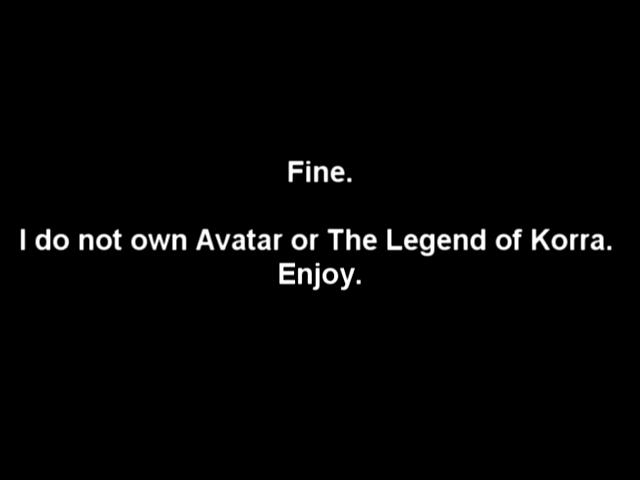 Fine.
I do not own Avatar or The Legend of Korra.
Enjoy.